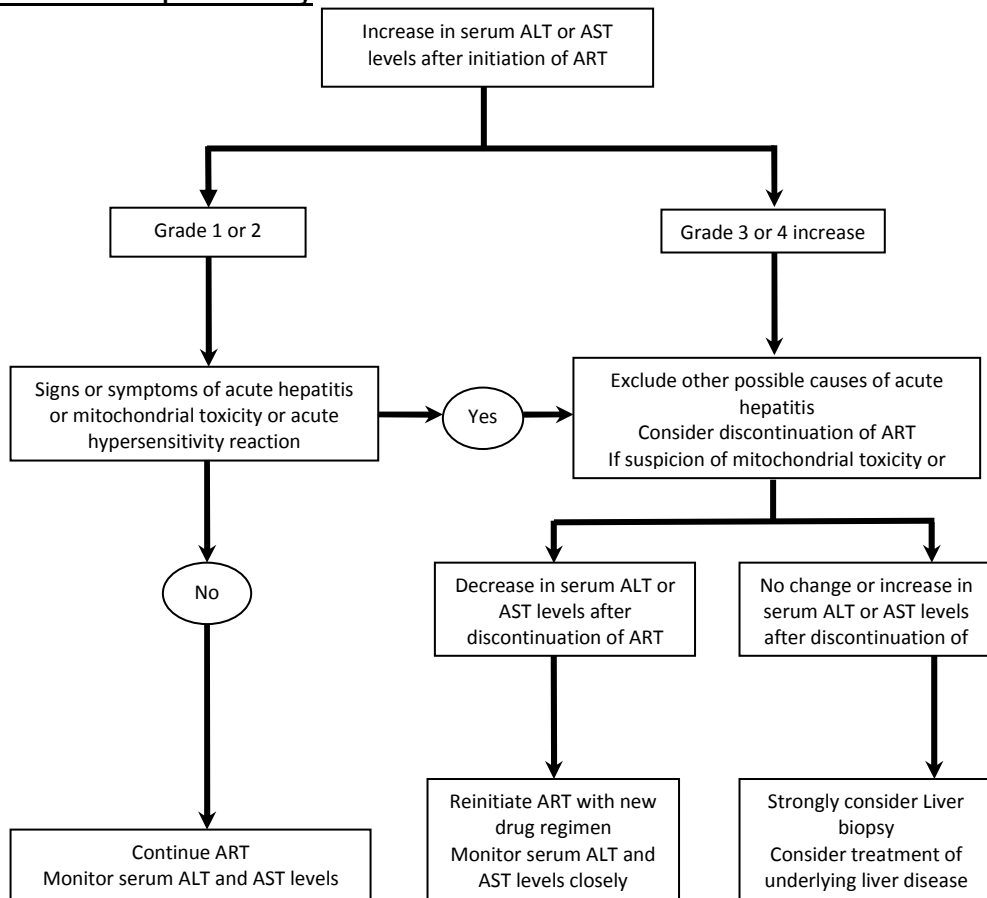 Increase in serum ALT or AST
levels after initiation of ART
Grade 1 or 2
Grade 3 or 4 increase
Signs or symptoms of acute hepatitis
or mitochondrial toxicity or acute
hypersensitivity reaction
Yes
Exclude other possible causes of acute
hepatitis
Consider discontinuation of ART
If suspicion of mitochondrial toxicity or
No
Decrease in serum ALT or
AST levels after
discontinuation of ART
No change or increase in
serum ALT or AST levels
after discontinuation of
Continue ART
Monitor serum ALT and AST levels
Reinitiate ART with new
drug regimen
Monitor serum ALT and
AST levels closely
Strongly consider Liver
biopsy
Consider treatment of
underlying liver disease